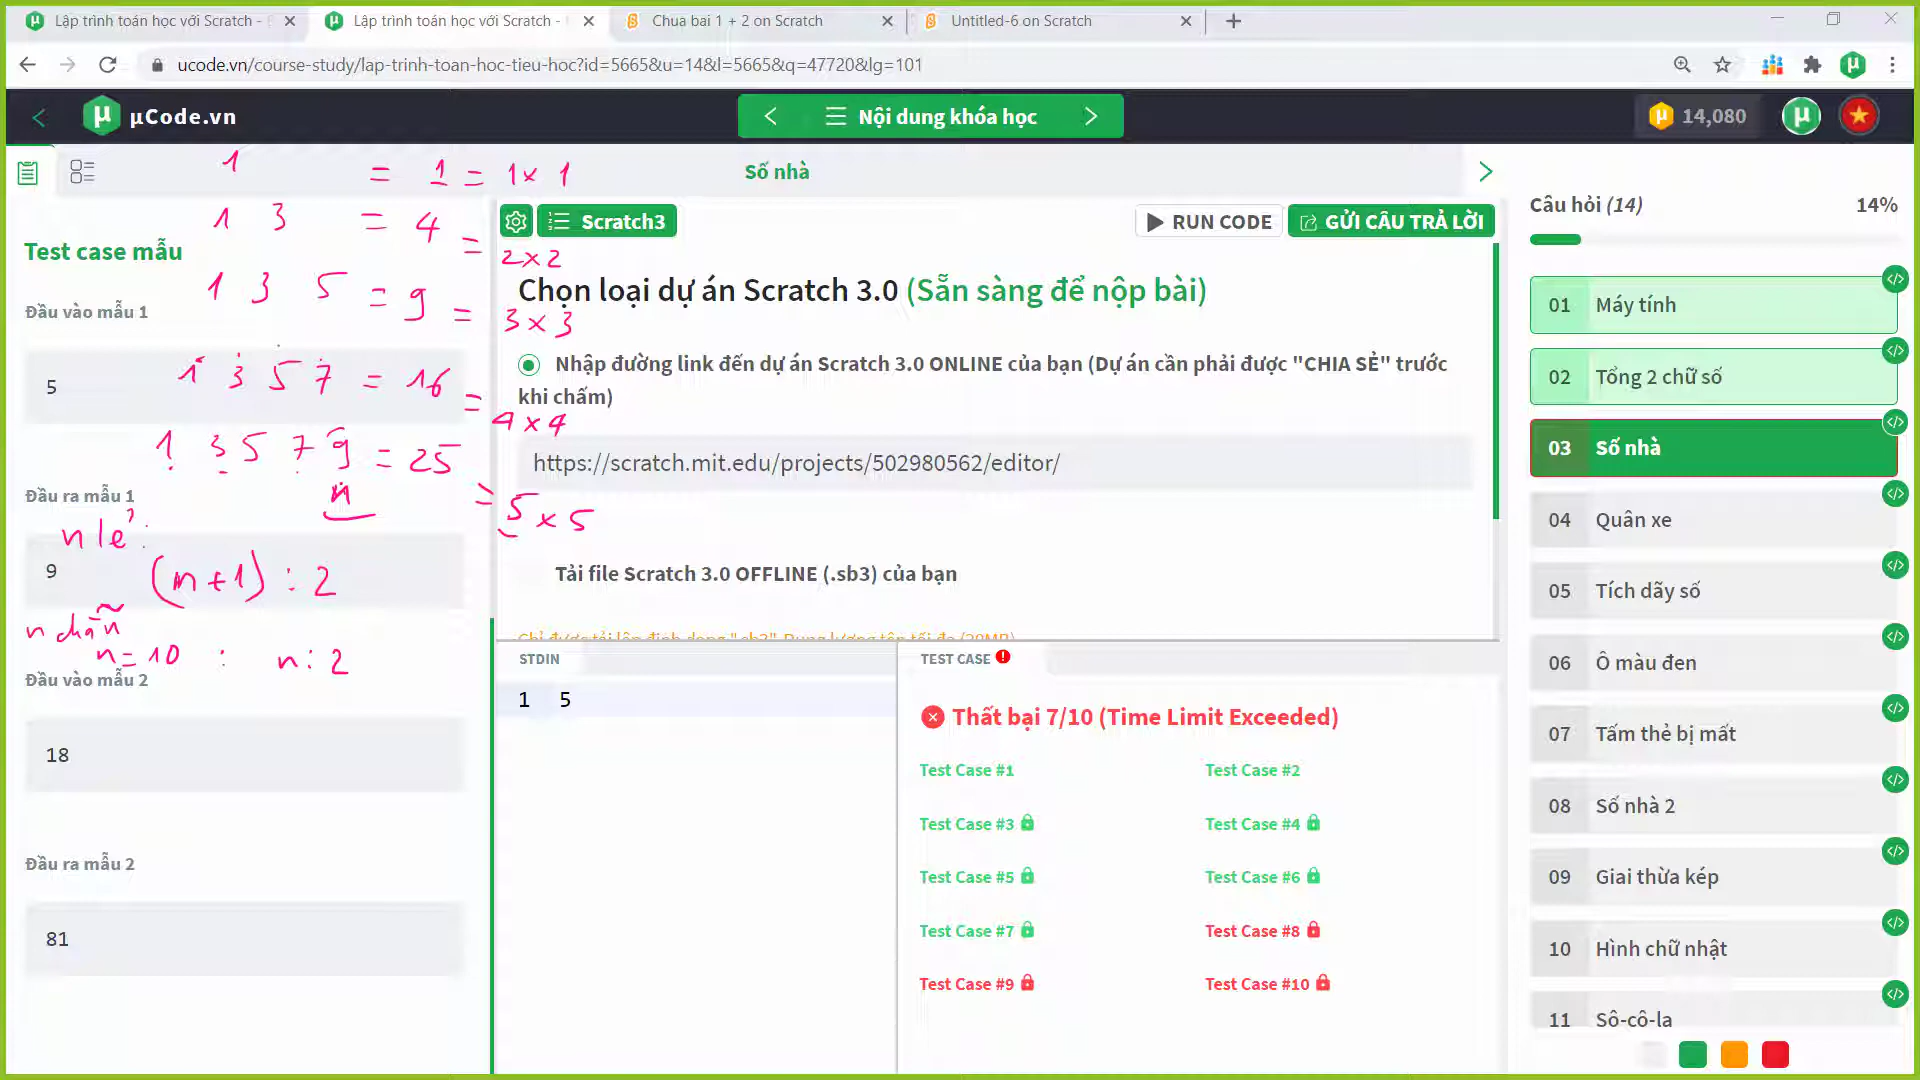 Lập trình toán học với Scratch -
Lập trình toán học với Scratch -
Chua bai 1 + 2 on Scratch
Untitled-6 on Scratch
ucode.vn/course-study/lap-trinh-toan-hoc-tieu-hoc?id=5665&u=14&l=5665&q=47720&lg=101
µCode.vn
Nội dung khóa học
14,080
Số nhà
Câu hỏi (14)
14%
Scratch3
RUN CODE
GỬI CÂU TRẢ LỜI
Test case mẫu
Đầu vào mẫu 1
5
Đầu ra mẫu 1
9
Đầu vào mẫu 2
18
Đầu ra mẫu 2
81
1 = 1 = 1 x 1
1 3 = 4 = 2 x 2
1 3 5 = 9 = 3 x 3
1 3 5 7 = 16 = 4 x 4
1 3 5 7 9 = 25 = 5 x 5
n
n lẻ :
(n + 1) : 2
n chẵn
n = 10 : n : 2
Chọn loại dự án Scratch 3.0 (Sẵn sàng để nộp bài)
Nhập đường link đến dự án Scratch 3.0 ONLINE của bạn (Dự án cần phải được "CHIA SẺ" trước
khi chấm)
https://scratch.mit.edu/projects/502980562/editor/
Tải file Scratch 3.0 OFFLINE (.sb3) của bạn
STDIN
1 5
TEST CASE
Thất bại 7/10 (Time Limit Exceeded)
Test Case #1
Test Case #2
Test Case #3
Test Case #4
Test Case #5
Test Case #6
Test Case #7
Test Case #8
Test Case #9
Test Case #10
01 Máy tính
02 Tổng 2 chữ số
03 Số nhà
04 Quân xe
05 Tích dãy số
06 Ô màu đen
07 Tấm thẻ bị mất
08 Số nhà 2
09 Giai thừa kép
10 Hình chữ nhật
11 Sô-cô-la